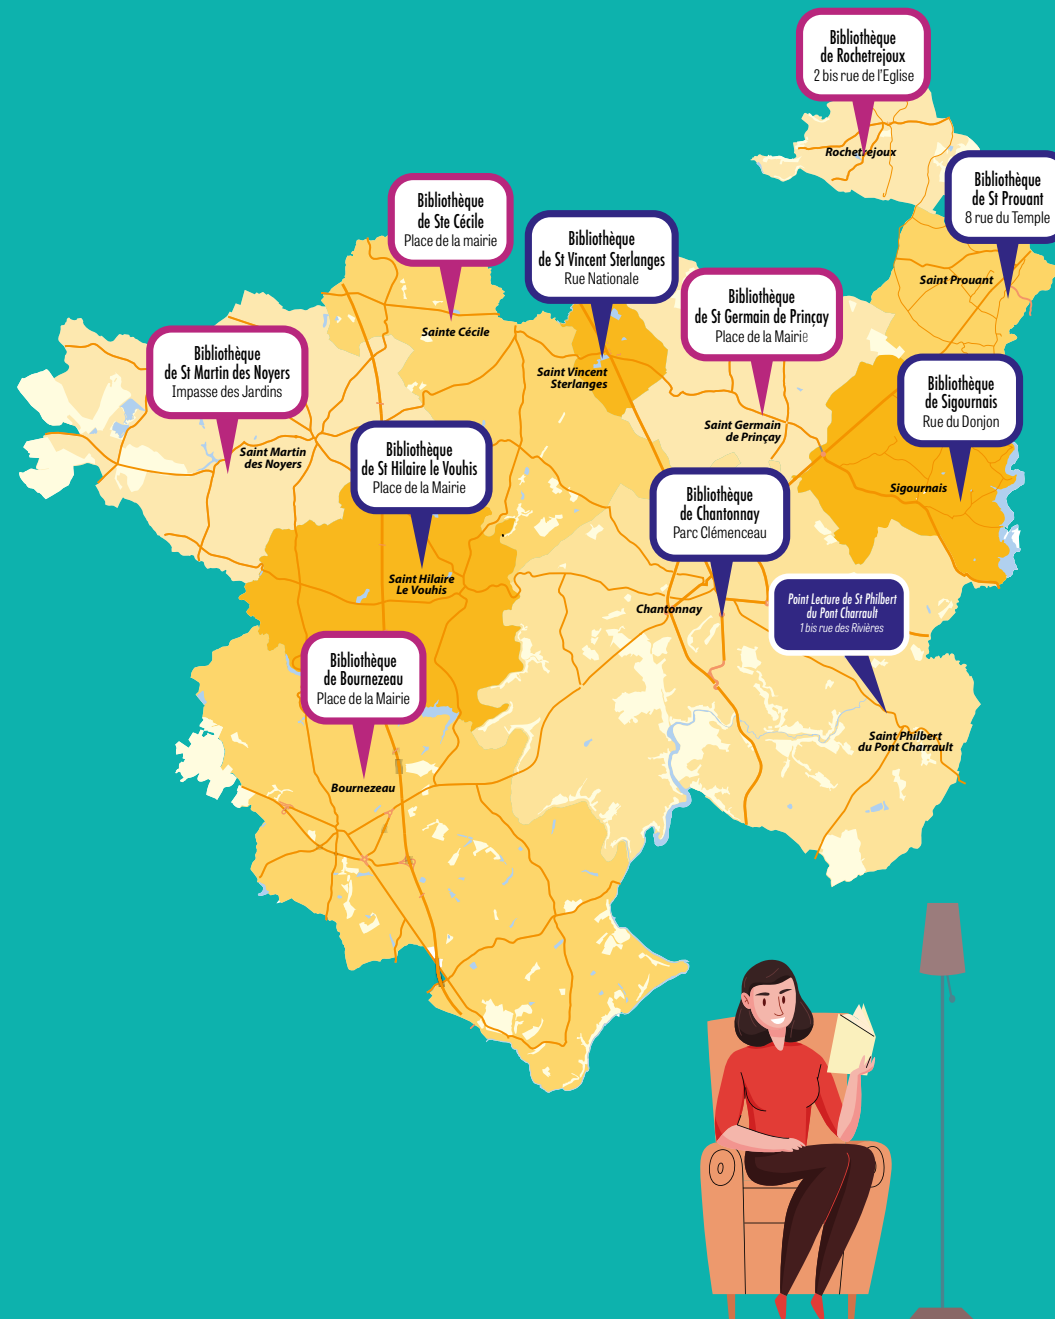 Bibliothèque
de Rochetrejoux
2 bis rue de l'Eglise
Rochetrejoux
Bibliothèque
de St Prouant
8 rue du Temple
Saint Prouant
Bibliothèque
de Ste Cécile
Place de la mairie
Sainte Cécile
Bibliothèque
de St Vincent Sterlanges
Rue Nationale
Saint Vincent
Sterlanges
Bibliothèque
de St Germain de Prinçay
Place de la Mairie
Saint Germain
de Prinçay
Bibliothèque
de St Martin des Noyers
Impasse des Jardins
Saint Martin
des Noyers
Bibliothèque
de Sigournais
Rue du Donjon
Sigournais
Bibliothèque
de St Hilaire le Vouhis
Place de la Mairie
Saint Hilaire
Le Vouhis
Bibliothèque
de Chantonnay
Parc Clémenceau
Chantonnay
Point Lecture de St Philbert
du Pont Charrault
1 bis rue des Rivières
Saint Philbert
du Pont Charrault
Bibliothèque
de Bournezeau
Place de la Mairie
Bournezeau